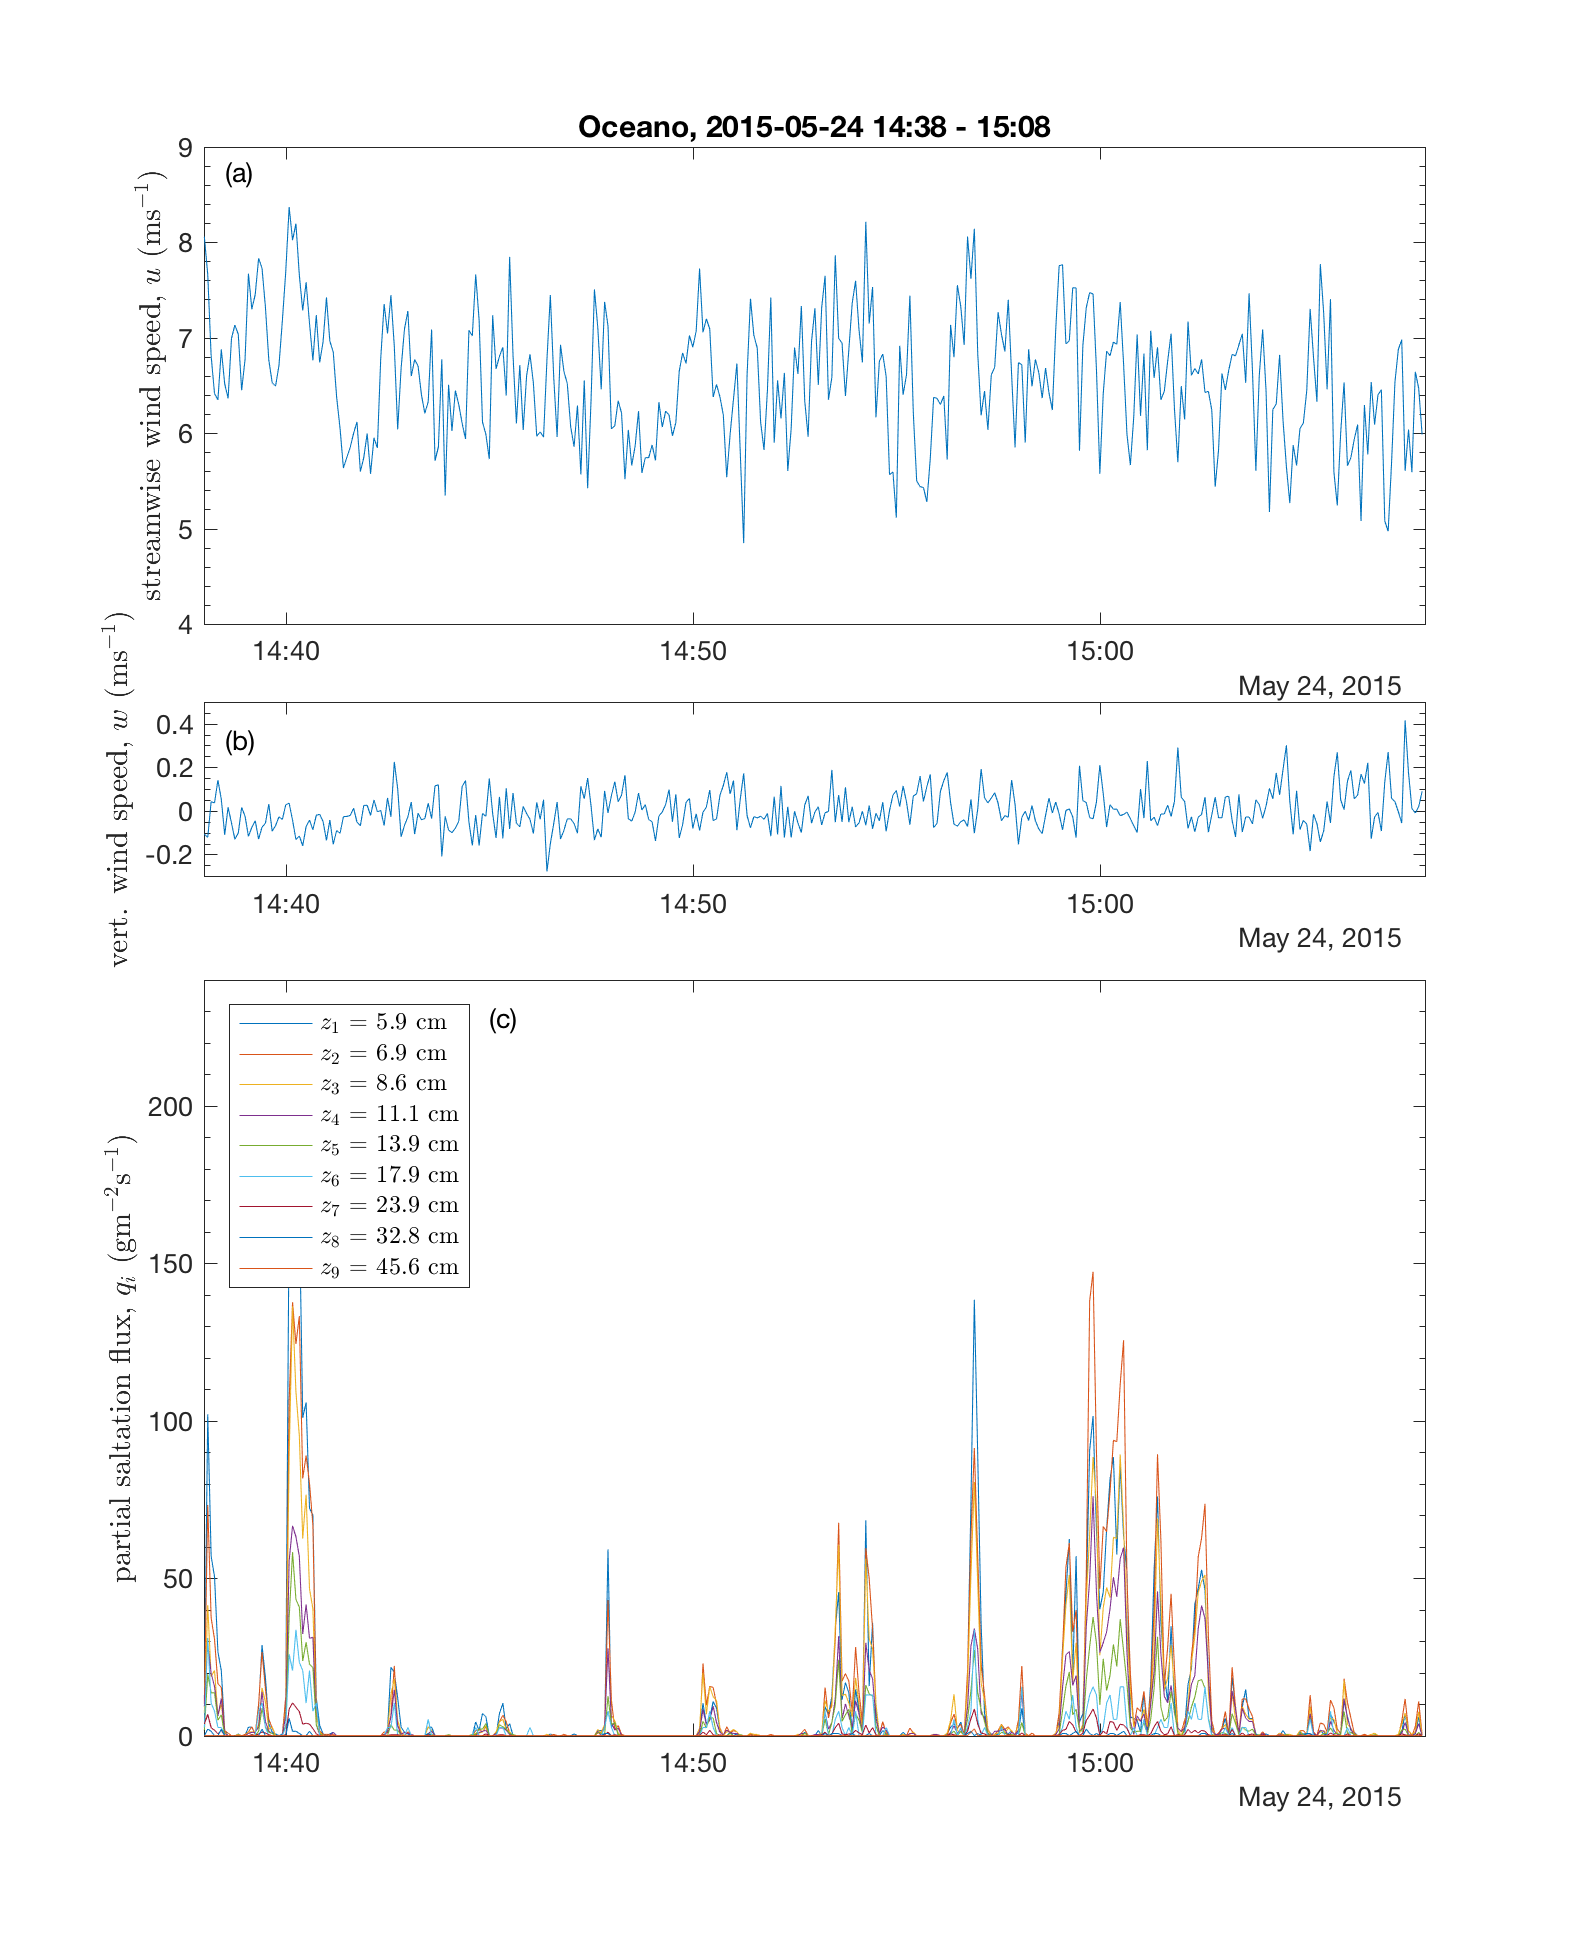 Oceano, 2015-05-24 14:38 - 15:08
(a)
streamwise wind speed, u (ms⁻¹)
9
8
7
6
5
4
14:40 14:50 15:00
May 24, 2015
(b)
vert. wind speed, w (ms⁻¹)
0.4
0.2
0
-0.2
14:40 14:50 15:00
May 24, 2015
(c)
partial saltation flux, qᵢ (gm⁻²s⁻¹)
z₁ = 5.9 cm
z₂ = 6.9 cm
z₃ = 8.6 cm
z₄ = 11.1 cm
z₅ = 13.9 cm
z₆ = 17.9 cm
z₇ = 23.9 cm
z₈ = 32.8 cm
z₉ = 45.6 cm
200
150
100
50
0
14:40 14:50 15:00
May 24, 2015